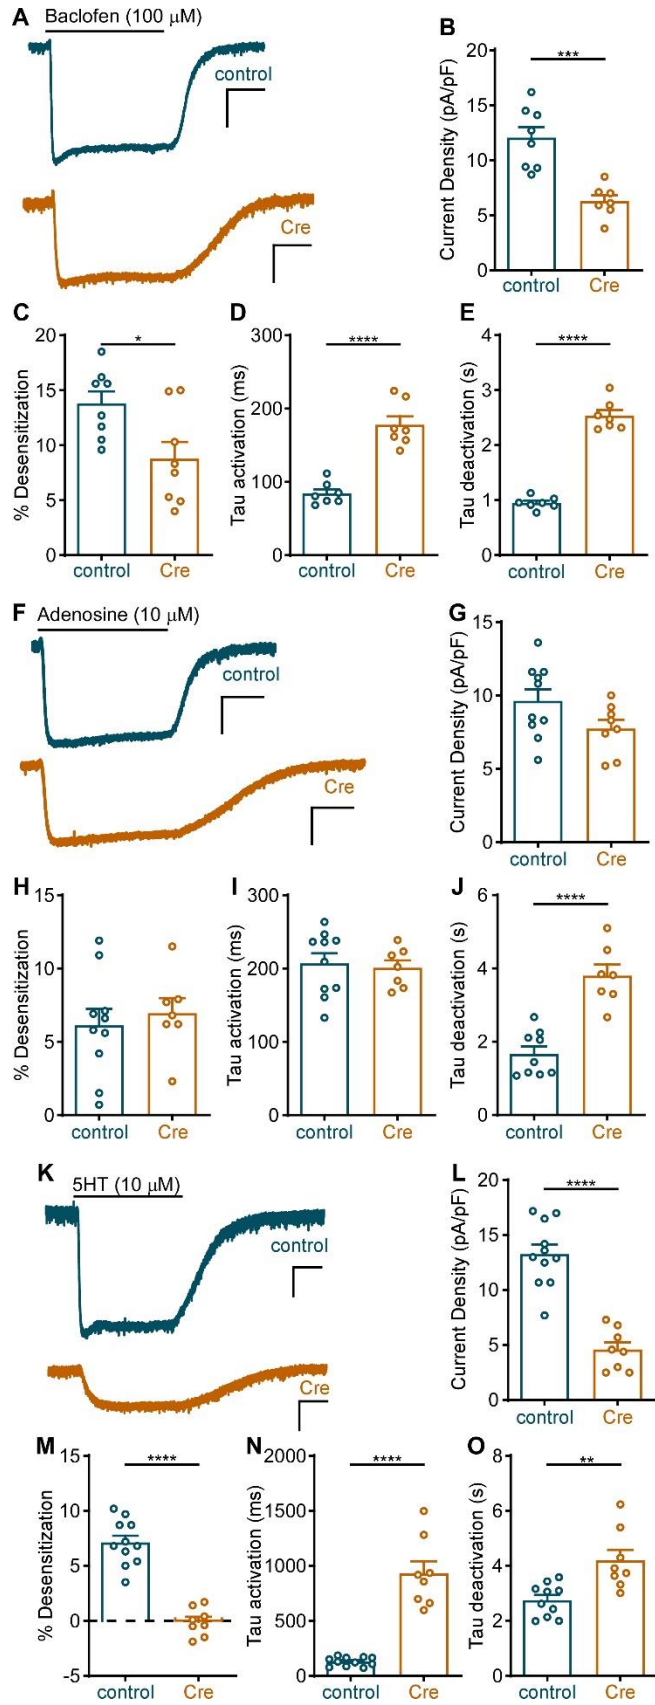 A
Baclofen (100 μM)
control
Cre
B
Current Density (pA/pF)
20
15
10
5
0
***
control
Cre
C
% Desensitization
20
15
10
5
0
*
control
Cre
D
Tau activation (ms)
300
200
100
0
****
control
Cre
E
Tau deactivation (s)
4
3
2
1
0
****
control
Cre
F
Adenosine (10 μM)
control
Cre
G
Current Density (pA/pF)
15
10
5
0
control
Cre
H
% Desensitization
15
10
5
0
control
Cre
I
Tau activation (ms)
300
200
100
0
control
Cre
J
Tau deactivation (s)
6
4
2
0
****
control
Cre
K
5HT (10 μM)
control
Cre
L
Current Density (pA/pF)
20
15
10
5
0
****
control
Cre
M
% Desensitization
15
10
5
0
-5
****
control
Cre
N
Tau activation (ms)
2000
1500
1000
500
0
****
control
Cre
O
Tau deactivation (s)
8
6
4
2
0
**
control
Cre